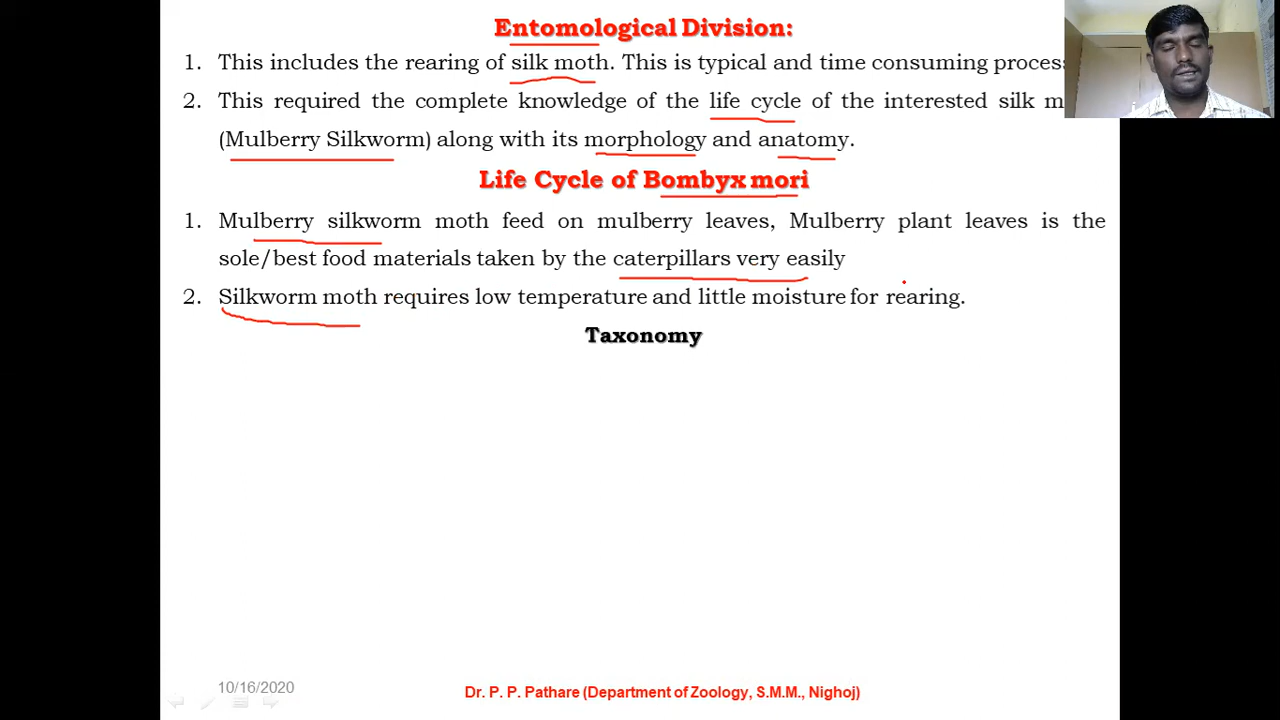 Entomological Division:
1. This includes the rearing of silk moth. This is typical and time consuming process
2. This required the complete knowledge of the life cycle of the interested silk m
(Mulberry Silkworm) along with its morphology and anatomy.
Life Cycle of Bombyx mori
1. Mulberry silkworm moth feed on mulberry leaves, Mulberry plant leaves is the
sole/best food materials taken by the caterpillars very easily
2. Silkworm moth requires low temperature and little moisture for rearing.
Taxonomy
10/16/2020
Dr. P. P. Pathare (Department of Zoology, S.M.M., Nighoj)